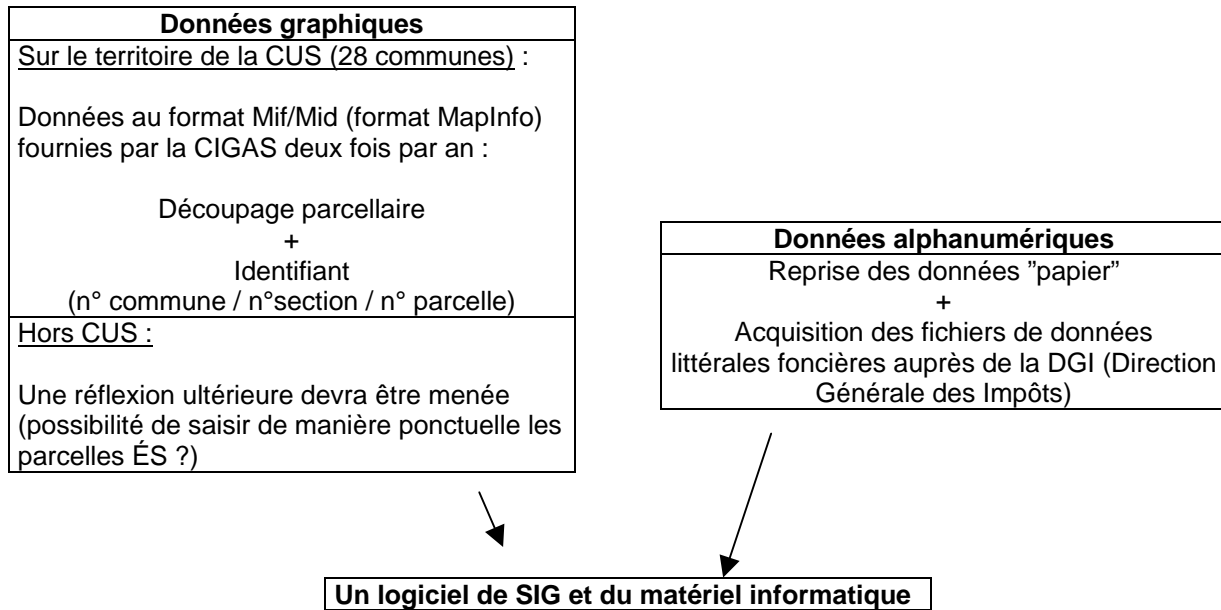 Données graphiques
Sur le territoire de la CUS (28 communes) :
Données au format Mif/Mid (format MapInfo)
fournies par la CIGAS deux fois par an :
Découpage parcellaire
+
Identifiant
(n° commune / n°section / n° parcelle)
Hors CUS :
Une réflexion ultérieure devra être menée
(possibilité de saisir de manière ponctuelle les
parcelles ÉS ?)
Données alphanumériques
Reprise des données ”papier”
+
Acquisition des fichiers de données
littérales foncières auprès de la DGI (Direction
Générale des Impôts)
Un logiciel de SIG et du matériel informatique